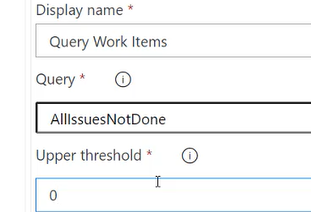 Display name *
Query Work Items
Query *
AllIssuesNotDone
Upper threshold *
0